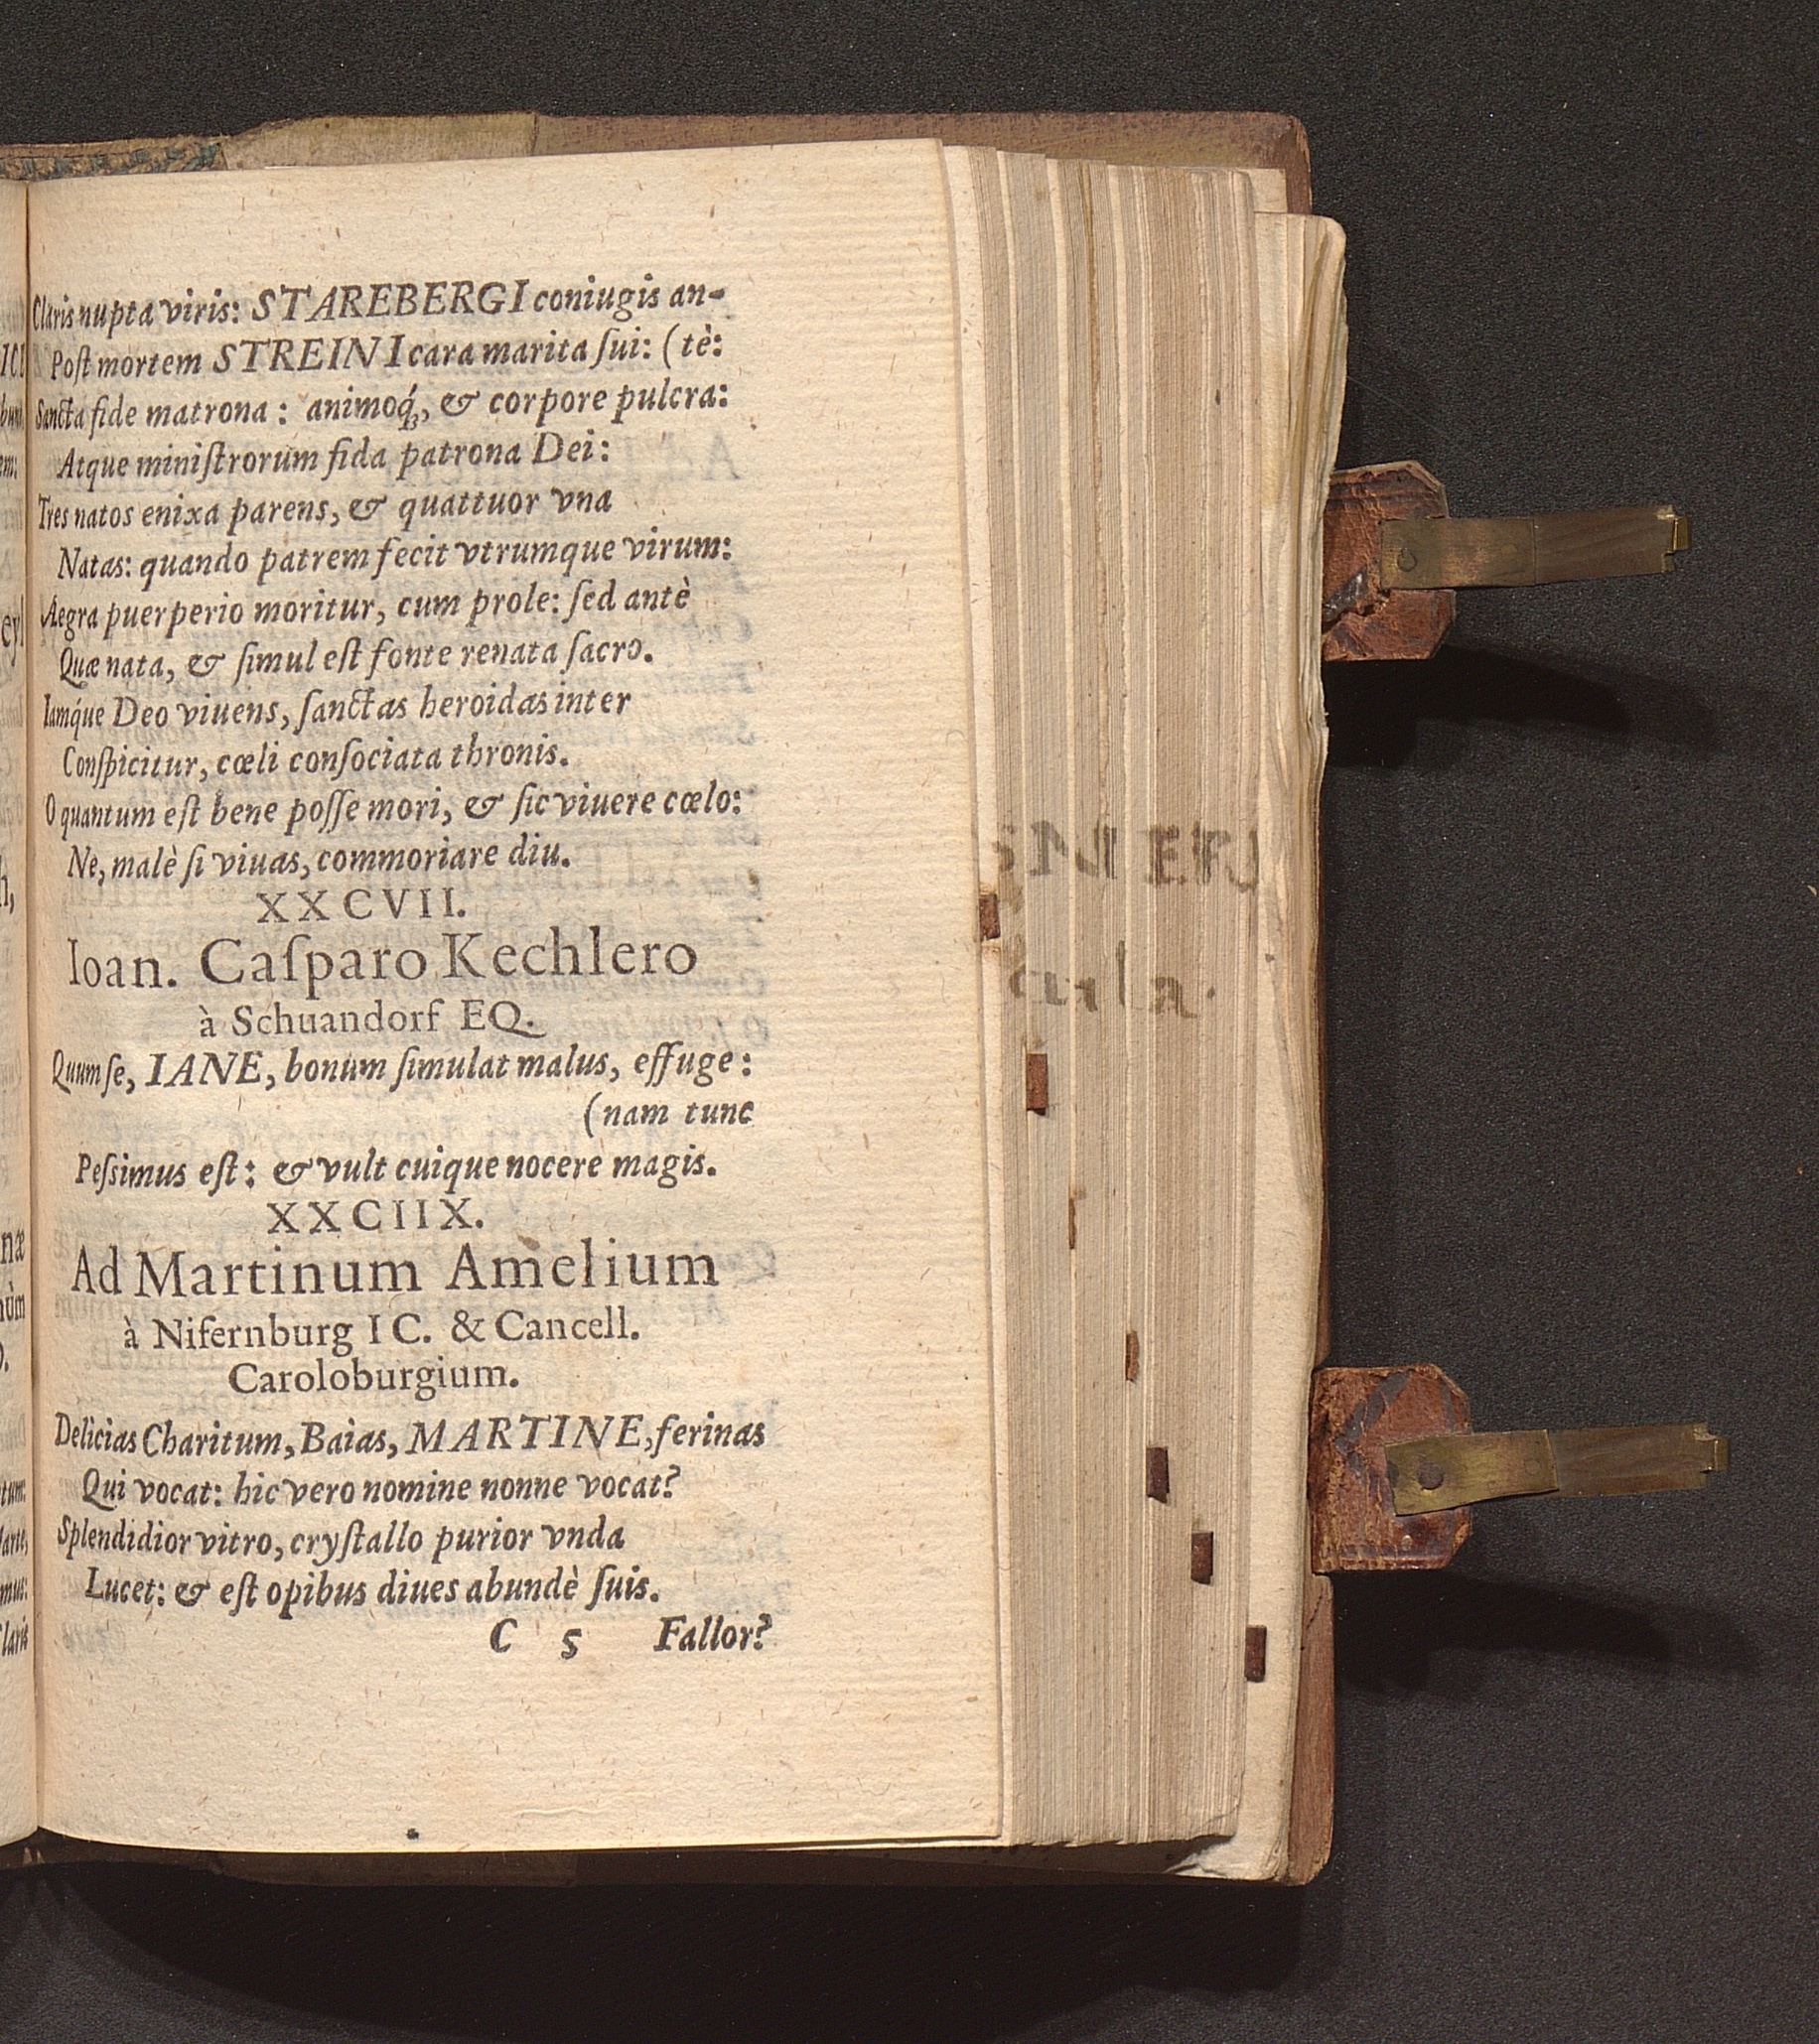 Claris nupta viris: STAREBERGI coniugis an-
Poſt mortem STREINI cara marita ſui: (tè:
Sancta fide matrona: animoq́, & corpore pulcra:
Atque miniſtrorum fida patrona Dei:
Tres natos enixa parens, & quattuor vna
Natas: quando patrem fecit vtrumque virum:
Aegra puerperio moritur, cum prole: ſed antè
Quæ nata, & ſimul eſt fonte renata ſacro.
Iamq́ue Deo viuens, ſanctas heroidas inter
Conſpicitur, cœli conſociata thronis.
O quantum eſt bene poſſe mori, & ſic viuere cœlo:
Ne, malè ſi viuas, commoriare diu.
XXCVII.
Ioan. Caſparo Kechlero
à Schuandorf EQ.
Quum ſe, IANE, bonum ſimulat malus, effuge:
(nam tunc
Peſsimus eſt: & vult cuique nocere magis.
XXCIIX.
Ad Martinum Amelium
à Nifernburg IC. & Cancell.
Caroloburgium.
Delicias Charitum, Baias, MARTINE, ferinas
Qui vocat: hic vero nomine nonne vocat?
Splendidior vitro, cryſtallo purior vnda
Lucet: & eſt opibus diues abundè ſuis.
C 5 Fallor?